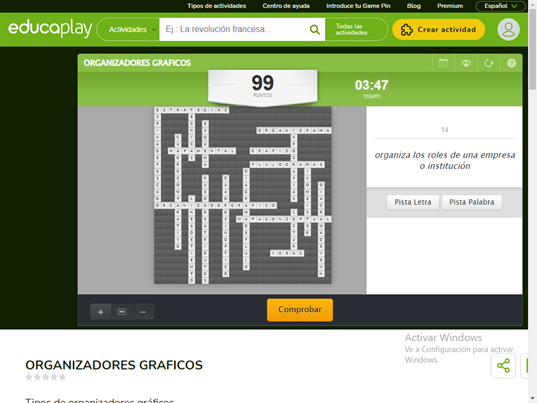 Tipos de actividades Centro de ayuda Introduce tu Game Pin Blog Premium Español
educaplay Actividades Ej.: La revolución francesa... Todas las actividades Crear actividad
ORGANIZADORES GRAFICOS
99
PUNTOS
03:47
TIEMPO
14
organiza los roles de una empresa
o institución
Pista Letra Pista Palabra
ESTRATEGIAS
ORGANIGRAMA
MAPAMENTAL GRAFICO
FLUJOGRAMAS
ORGANIZADORGRAFICO
MAPACONCEPTUAL
IDEAS
Comprobar
Activar Windows
Ve a Configuración para activar
Windows.
ORGANIZADORES GRAFICOS
Tipos de organizadores gráficos